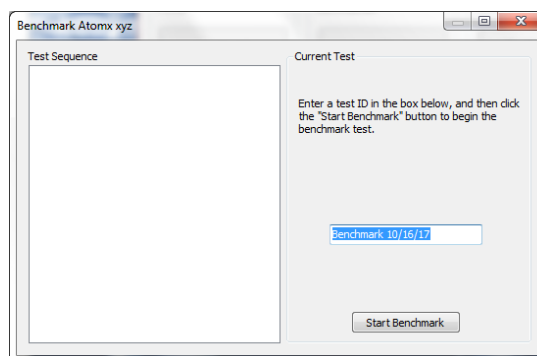 Benchmark Atomx xyz
Test Sequence
Current Test
Enter a test ID in the box below, and then click
the "Start Benchmark" button to begin the
benchmark test.
Benchmark 10/16/17
Start Benchmark